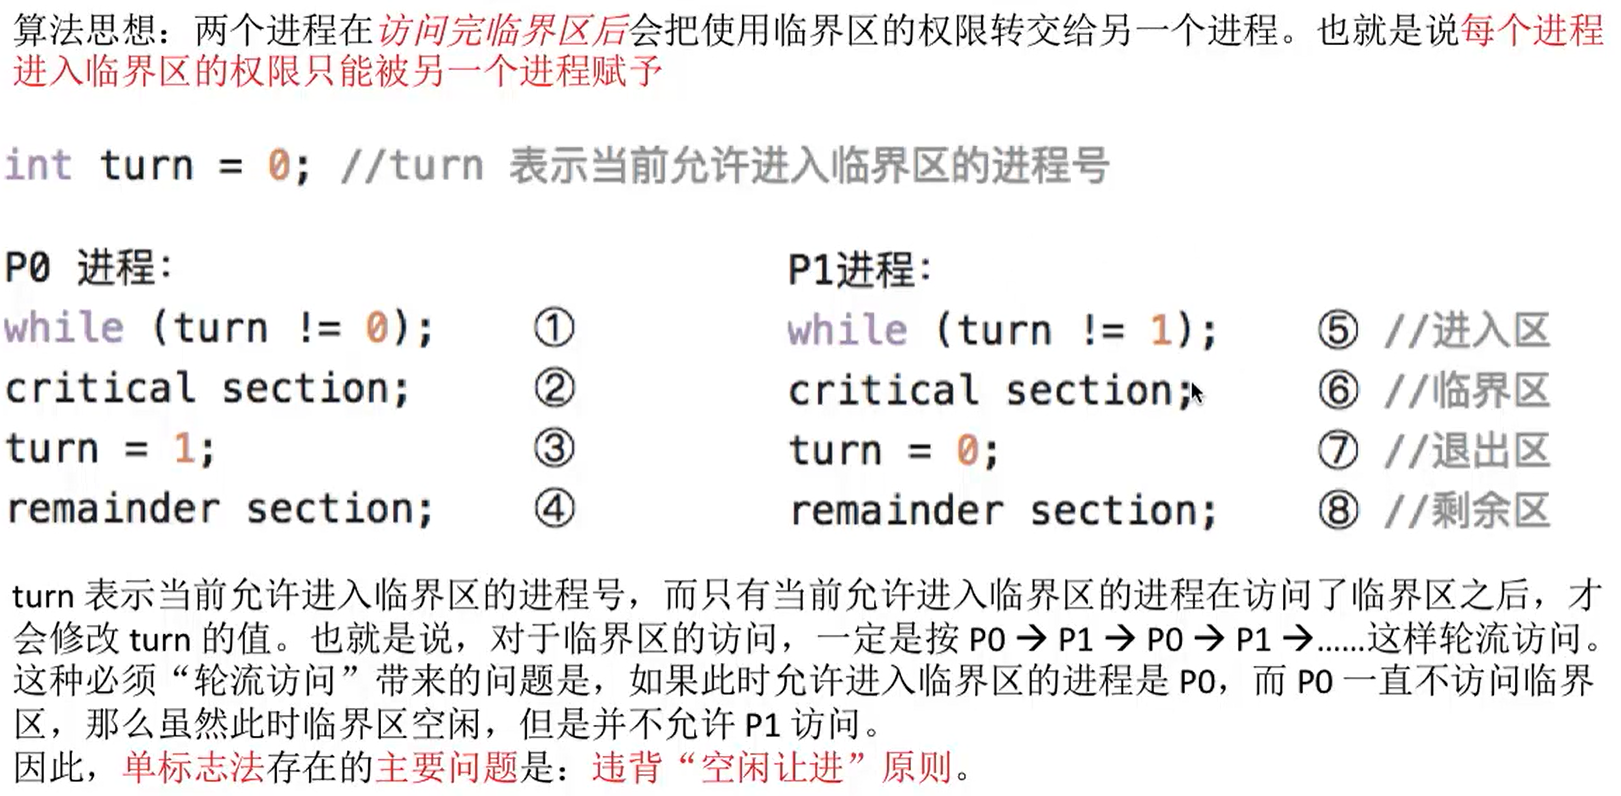 算法思想：两个进程在访问完临界区后会把使用临界区的权限转交给另一个进程。也就是说每个进程
进入临界区的权限只能被另一个进程赋予
int turn = 0; //turn 表示当前允许进入临界区的进程号
P0 进程：
while (turn != 0); ①
critical section; ②
turn = 1; ③
remainder section; ④
P1进程：
while (turn != 1); ⑤ //进入区
critical section; ⑥ //临界区
turn = 0; ⑦ //退出区
remainder section; ⑧ //剩余区
turn 表示当前允许进入临界区的进程号，而只有当前允许进入临界区的进程在访问了临界区之后，才
会修改 turn 的值。也就是说，对于临界区的访问，一定是按 P0 → P1 → P0 → P1 →……这样轮流访问。
这种必须“轮流访问”带来的问题是，如果此时允许进入临界区的进程是 P0，而 P0 一直不访问临界
区，那么虽然此时临界区空闲，但是并不允许 P1 访问。
因此，单标志法存在的主要问题是：违背“空闲让进”原则。